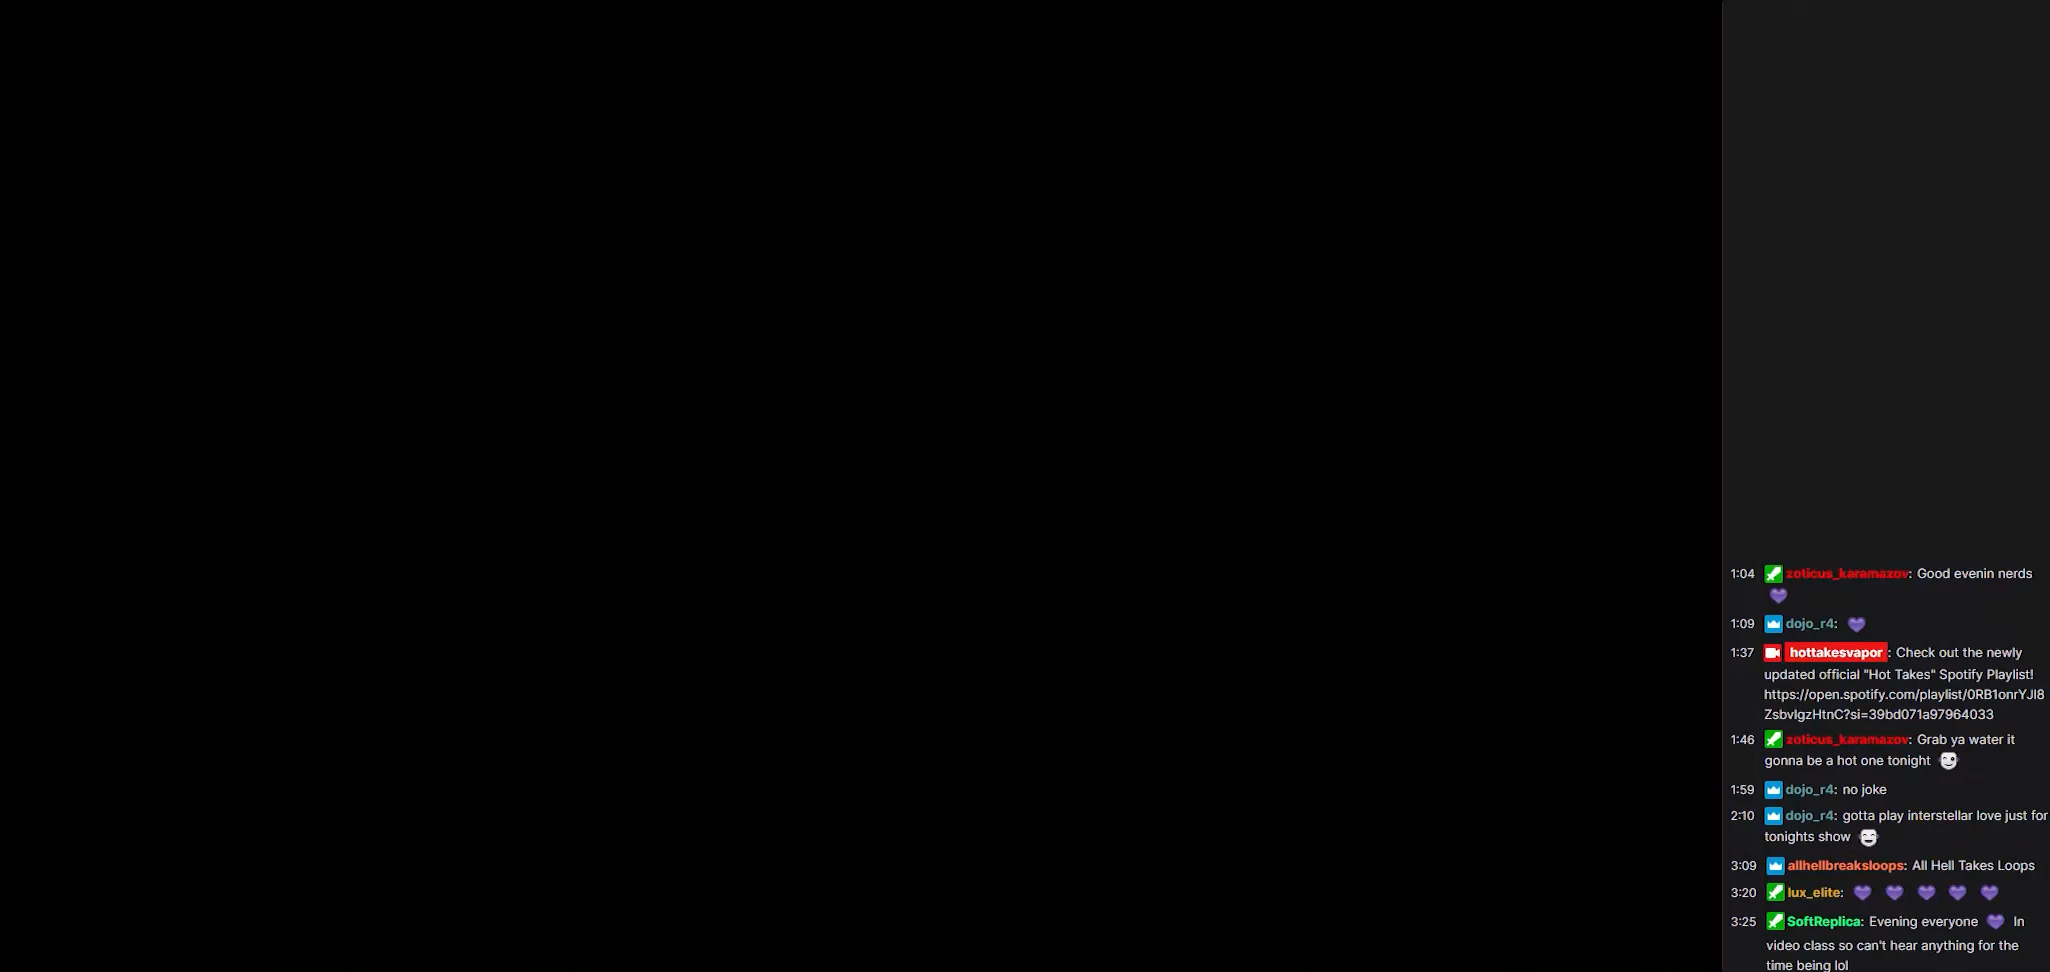 1:04 zoticus_karamazov: Good evenin nerds
💜
1:09 dojo_r4: 💜
1:37 hottakesvapor: Check out the newly
updated official "Hot Takes" Spotify Playlist!
https://open.spotify.com/playlist/0RB1onrYJI8
ZsbvIgzHtnC?si=39bd071a97964033
1:46 zoticus_karamazov: Grab ya water it
gonna be a hot one tonight
1:59 dojo_r4: no joke
2:10 dojo_r4: gotta play interstellar love just for
tonights show
3:09 allhellbreaksloops: All Hell Takes Loops
3:20 lux_elite: 💜 💜 💜 💜 💜
3:25 SoftReplica: Evening everyone 💜 In
video class so can't hear anything for the
time being lol